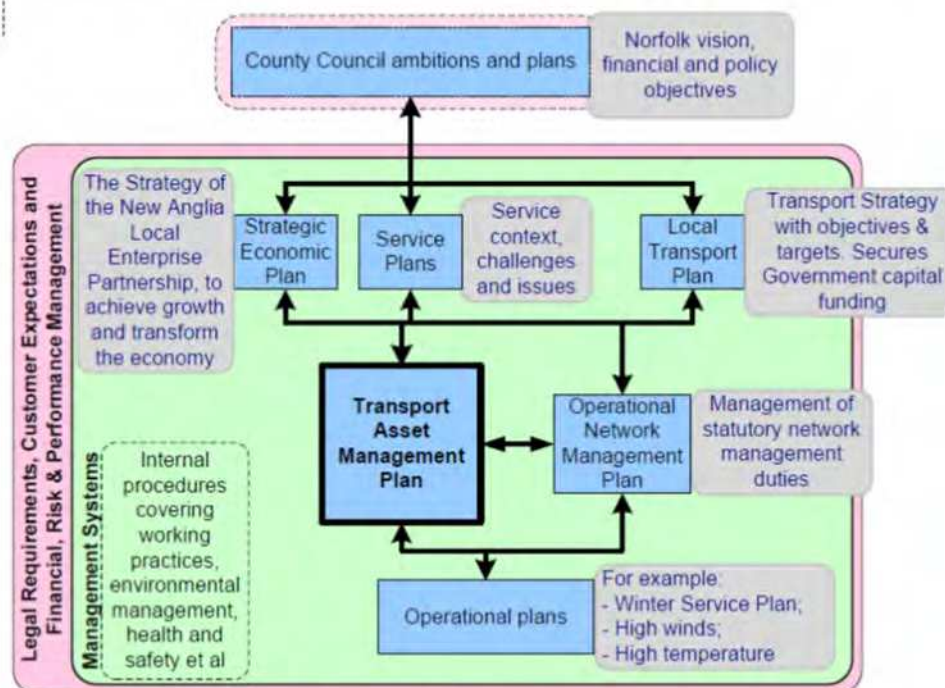 County Council ambitions and plans
Norfolk vision,
financial and policy
objectives
Legal Requirements, Customer Expectations and
Financial, Risk & Performance Management
The Strategy of
the New Anglia
Local
Enterprise
Partnership, to
achieve growth
and transform
the economy
Strategic
Economic
Plan
Service
Plans
Service
context,
challenges
and issues
Local
Transport
Plan
Transport Strategy
with objectives &
targets. Secures
Government capital
funding
Transport
Asset
Management
Plan
Operational
Network
Management
Plan
Management of
statutory network
management
duties
Management Systems
Internal
procedures
covering
working
practices,
environmental
management,
health and
safety et al
Operational plans
For example:
- Winter Service Plan;
- High winds;
- High temperature